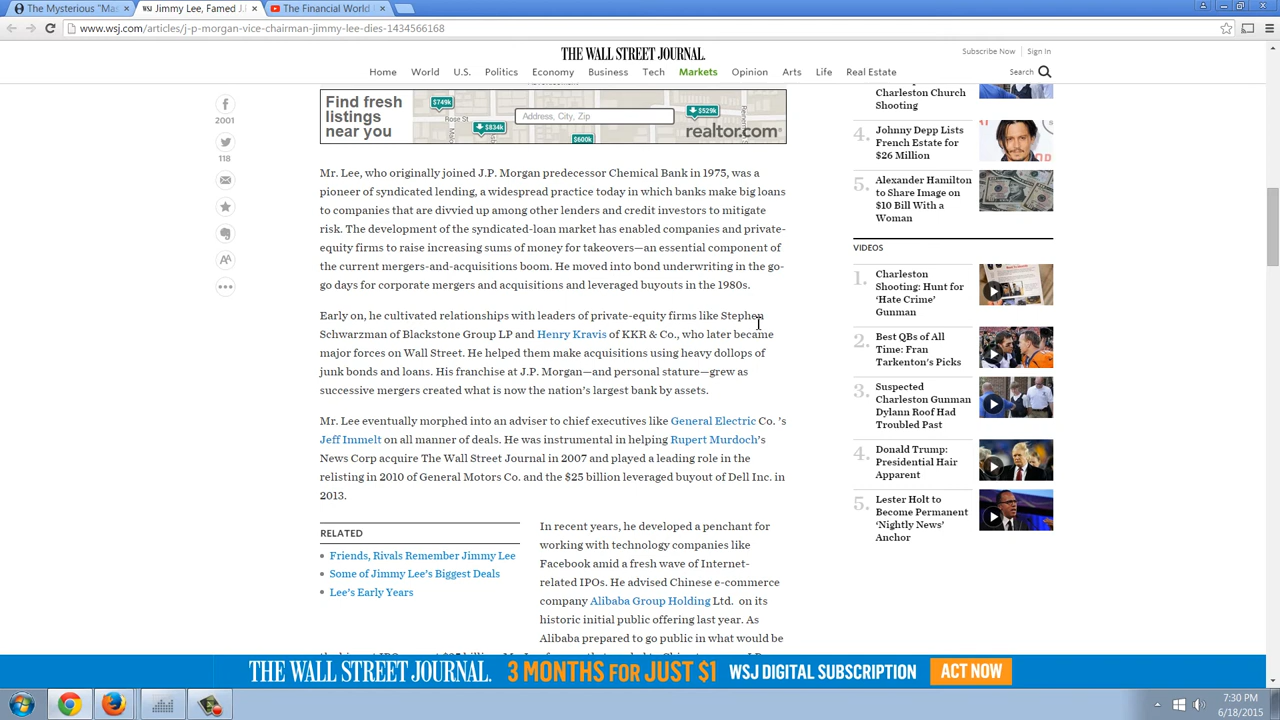 The Mysterious "Ma
Jimmy Lee, Famed J.
The Financial World
www.wsj.com/articles/j-p-morgan-vice-chairman-jimmy-lee-dies-1434566168
THE WALL STREET JOURNAL.
Subscribe Now | Sign In
Home World U.S. Politics Economy Business Tech Markets Opinion Arts Life Real Estate
Search
Find fresh
listings
near you
$749k
$834k
Rose St
Address, City, Zip
$600k
$529k
realtor.com
2001
118
Mr. Lee, who originally joined J.P. Morgan predecessor Chemical Bank in 1975, was a
pioneer of syndicated lending, a widespread practice today in which banks make big loans
to companies that are divvied up among other lenders and credit investors to mitigate
risk. The development of the syndicated-loan market has enabled companies and private-
equity firms to raise increasing sums of money for takeovers—an essential component of
the current mergers-and-acquisitions boom. He moved into bond underwriting in the go-
go days for corporate mergers and acquisitions and leveraged buyouts in the 1980s.
Early on, he cultivated relationships with leaders of private-equity firms like Stephen
Schwarzman of Blackstone Group LP and Henry Kravis of KKR & Co., who later became
major forces on Wall Street. He helped them make acquisitions using heavy dollops of
junk bonds and loans. His franchise at J.P. Morgan—and personal stature—grew as
successive mergers created what is now the nation's largest bank by assets.
Mr. Lee eventually morphed into an adviser to chief executives like General Electric Co. 's
Jeff Immelt on all manner of deals. He was instrumental in helping Rupert Murdoch's
News Corp acquire The Wall Street Journal in 2007 and played a leading role in the
relisting in 2010 of General Motors Co. and the $25 billion leveraged buyout of Dell Inc. in
2013.
RELATED
Friends, Rivals Remember Jimmy Lee
Some of Jimmy Lee's Biggest Deals
Lee's Early Years
In recent years, he developed a penchant for
working with technology companies like
Facebook amid a fresh wave of Internet-
related IPOs. He advised Chinese e-commerce
company Alibaba Group Holding Ltd. on its
historic initial public offering last year. As
Alibaba prepared to go public in what would be
Charleston Church
Shooting
4. Johnny Depp Lists
French Estate for
$26 Million
5. Alexander Hamilton
to Share Image on
$10 Bill With a
Woman
VIDEOS
1. Charleston
Shooting: Hunt for
'Hate Crime'
Gunman
2. Best QBs of All
Time: Fran
Tarkenton's Picks
3. Suspected
Charleston Gunman
Dylann Roof Had
Troubled Past
4. Donald Trump:
Presidential Hair
Apparent
5. Lester Holt to
Become Permanent
'Nightly News'
Anchor
THE WALL STREET JOURNAL. 3 MONTHS FOR JUST $1 WSJ DIGITAL SUBSCRIPTION ACT NOW
7:30 PM
6/18/2015